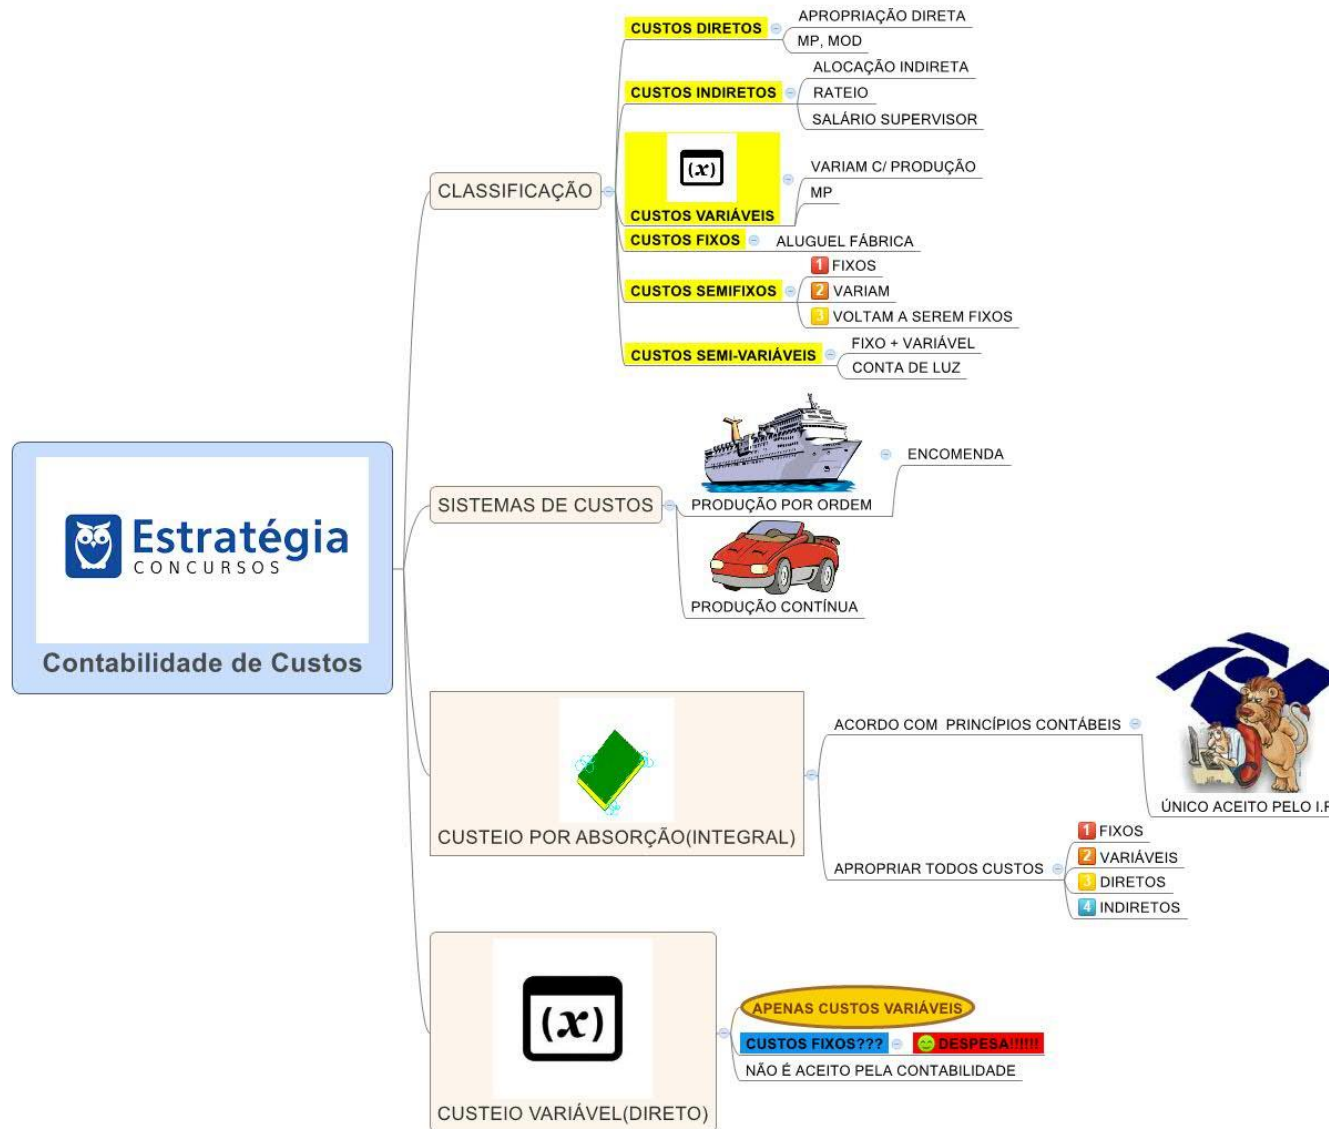 Estratégia
CONCURSOS
Contabilidade de Custos
CLASSIFICAÇÃO
CUSTOS DIRETOS
APROPRIAÇÃO DIRETA
MP, MOD
CUSTOS INDIRETOS
ALOCAÇÃO INDIRETA
RATEIO
SALÁRIO SUPERVISOR
(x)
CUSTOS VARIÁVEIS
VARIAM C/ PRODUÇÃO
MP
CUSTOS FIXOS
ALUGUEL FÁBRICA
CUSTOS SEMIFIXOS
1 FIXOS
2 VARIAM
3 VOLTAM A SEREM FIXOS
CUSTOS SEMI-VARIÁVEIS
FIXO + VARIÁVEL
CONTA DE LUZ
SISTEMAS DE CUSTOS
PRODUÇÃO POR ORDEM
ENCOMENDA
PRODUÇÃO CONTÍNUA
CUSTEIO POR ABSORÇÃO(INTEGRAL)
ACORDO COM PRINCÍPIOS CONTÁBEIS
ÚNICO ACEITO PELO I.R
APROPRIAR TODOS CUSTOS
1 FIXOS
2 VARIÁVEIS
3 DIRETOS
4 INDIRETOS
(x)
CUSTEIO VARIÁVEL(DIRETO)
APENAS CUSTOS VARIÁVEIS
CUSTOS FIXOS???
DESPESA!!!!!!
NÃO É ACEITO PELA CONTABILIDADE